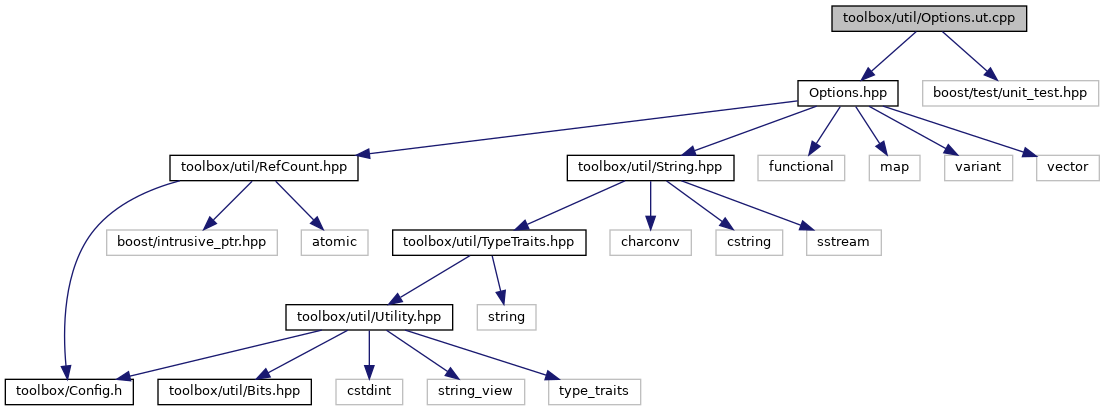 toolbox/util/Options.ut.cpp
Options.hpp
boost/test/unit_test.hpp
toolbox/util/RefCount.hpp
toolbox/util/String.hpp
functional
map
variant
vector
boost/intrusive_ptr.hpp
atomic
toolbox/util/TypeTraits.hpp
charconv
cstring
sstream
toolbox/util/Utility.hpp
string
toolbox/Config.h
toolbox/util/Bits.hpp
cstdint
string_view
type_traits